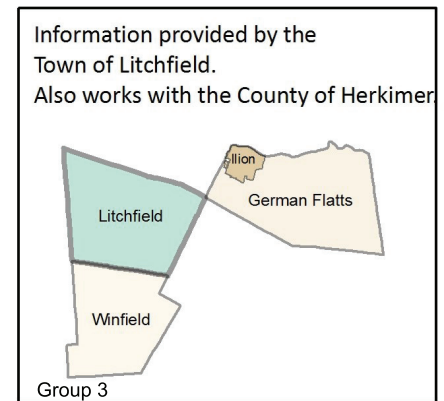 Information provided by the
Town of Litchfield.
Also works with the County of Herkimer.
Ilion
German Flatts
Litchfield
Winfield
Group 3